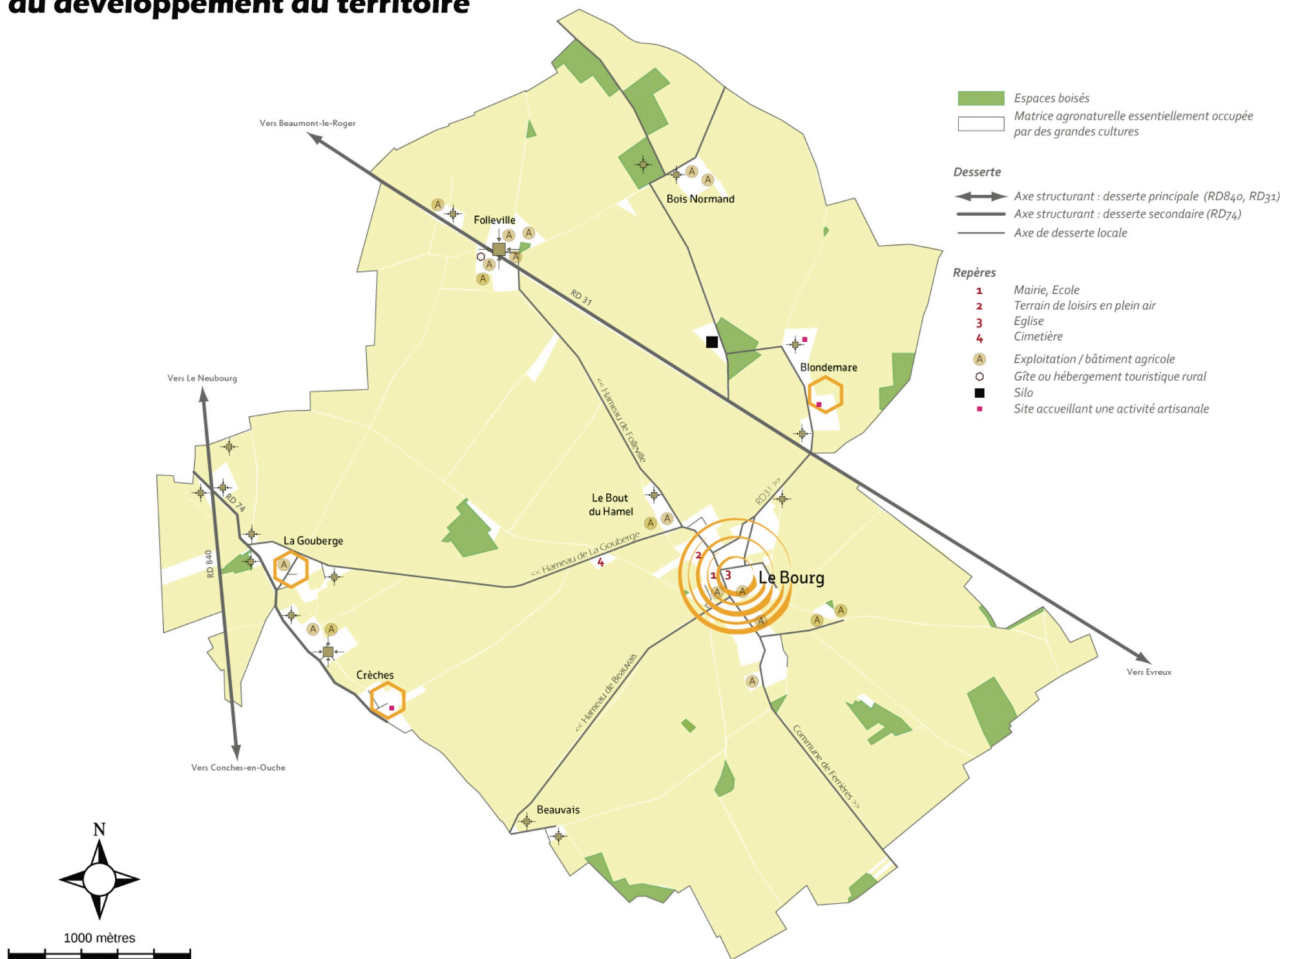 du développement du territoire
Espaces boisés
Matrice agronaturelle essentiellement occupée
par des grandes cultures
Desserte
Axe structurant : desserte principale (RD840, RD31)
Axe structurant : desserte secondaire (RD74)
Axe de desserte locale
Repères
1 Mairie, Ecole
2 Terrain de loisirs en plein air
3 Eglise
4 Cimetière
A Exploitation / bâtiment agricole
Gîte ou hébergement touristique rural
Silo
Site accueillant une activité artisanale
Vers Beaumont-le-Roger
A
A
Bois Normand
A
Folleville
A
A
A
A
A
RD 31
Blondemare
Vers Le Neubourg
<< Hameau de Folleville
RD 74
Le Bout
du Hamel
RD31 >>
A
A
La Gouberge
A
RD 840
<< Hameau de La Gouberge
4
2
1
3
Le Bourg
A
A
A
A
A
A
A
A
Crèches
<< Hameau de Beauvais
Commune de Ferrières >>
Vers Evreux
Vers Conches-en-Ouche
Beauvais
N
1000 mètres